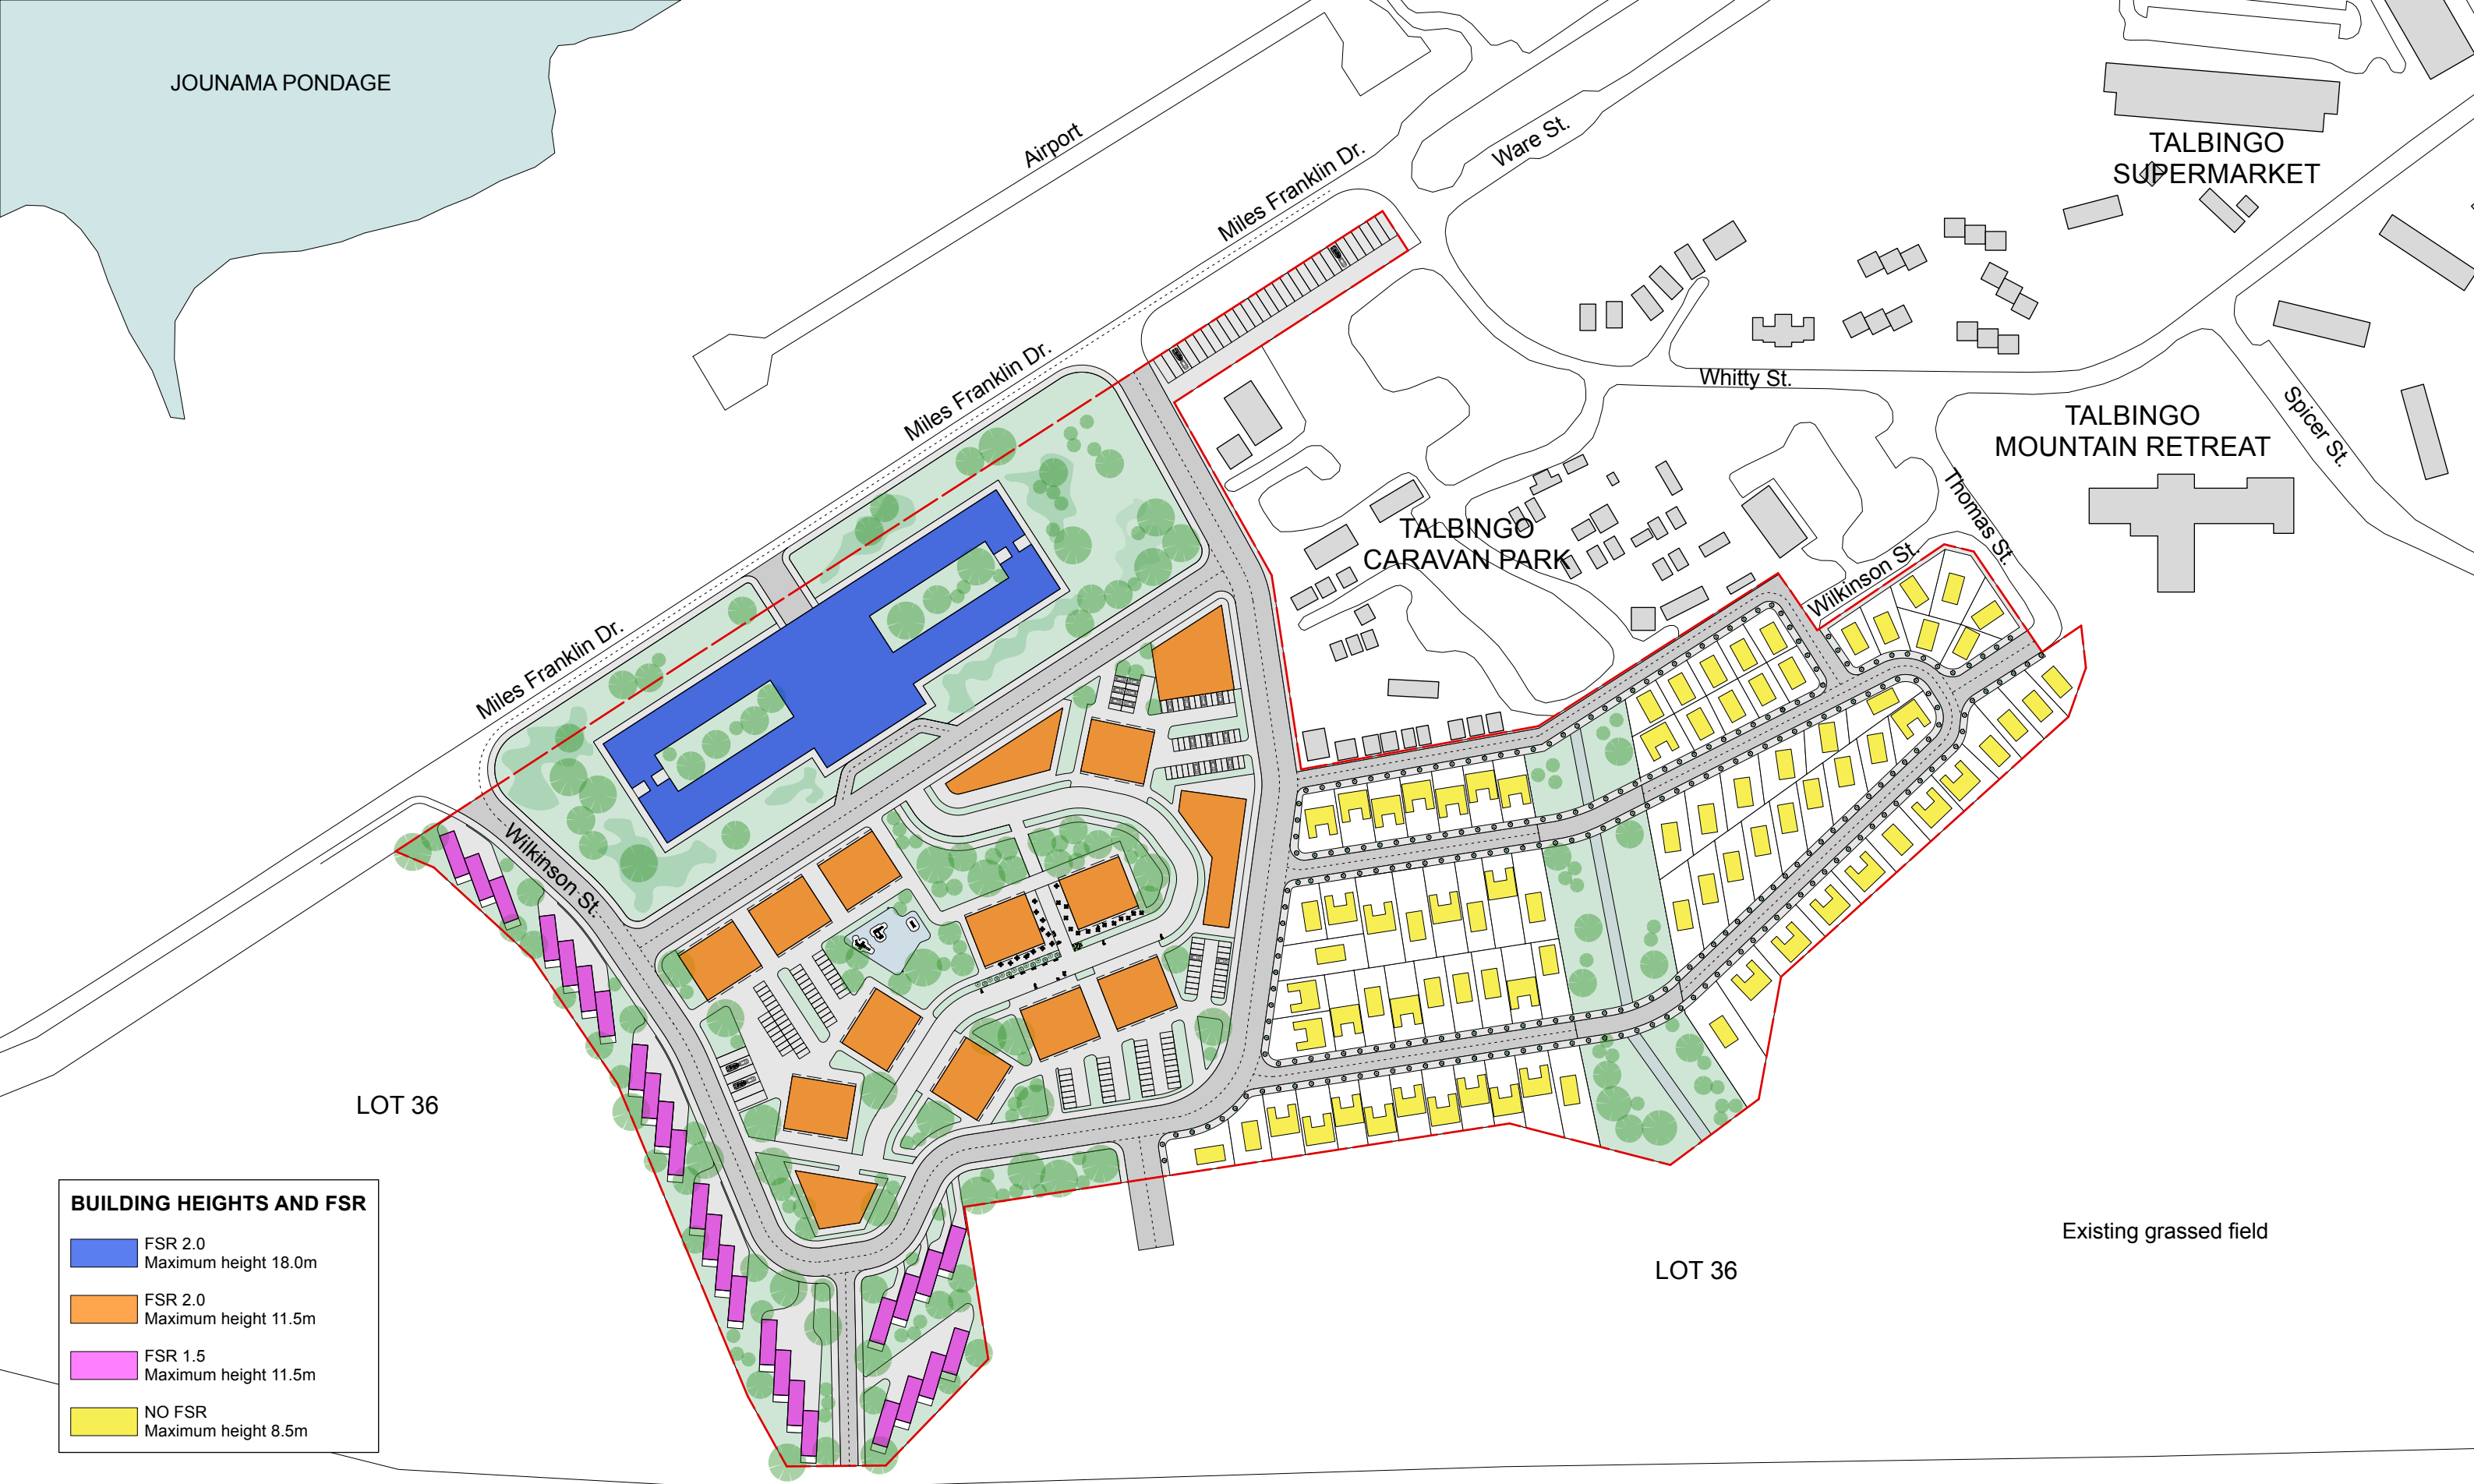 JOUNAMA PONDAGE
Airport
Miles Franklin Dr.
Ware St.
TALBINGO
SUPERMARKET
Miles Franklin Dr.
Whitty St.
Spicer St.
TALBINGO
MOUNTAIN RETREAT
Thomas St.
TALBINGO
CARAVAN PARK
Wilkinson St.
Miles Franklin Dr.
Wilkinson St.
LOT 36
BUILDING HEIGHTS AND FSR
FSR 2.0
Maximum height 18.0m
FSR 2.0
Maximum height 11.5m
FSR 1.5
Maximum height 11.5m
NO FSR
Maximum height 8.5m
Existing grassed field
LOT 36